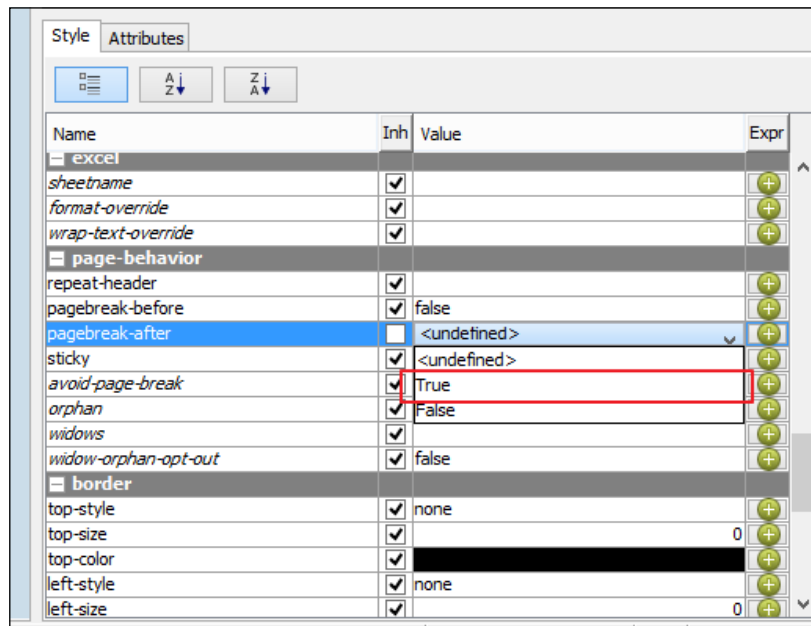 Style Attributes
A Z Z A
Name Inh Value Expr
excel
sheetname
format-override
wrap-text-override
page-behavior
repeat-header
pagebreak-before false
pagebreak-after <undefined>
sticky <undefined>
avoid-page-break True
orphan False
widows
widow-orphan-opt-out false
border
top-style none
top-size 0
top-color
left-style none
left-size 0